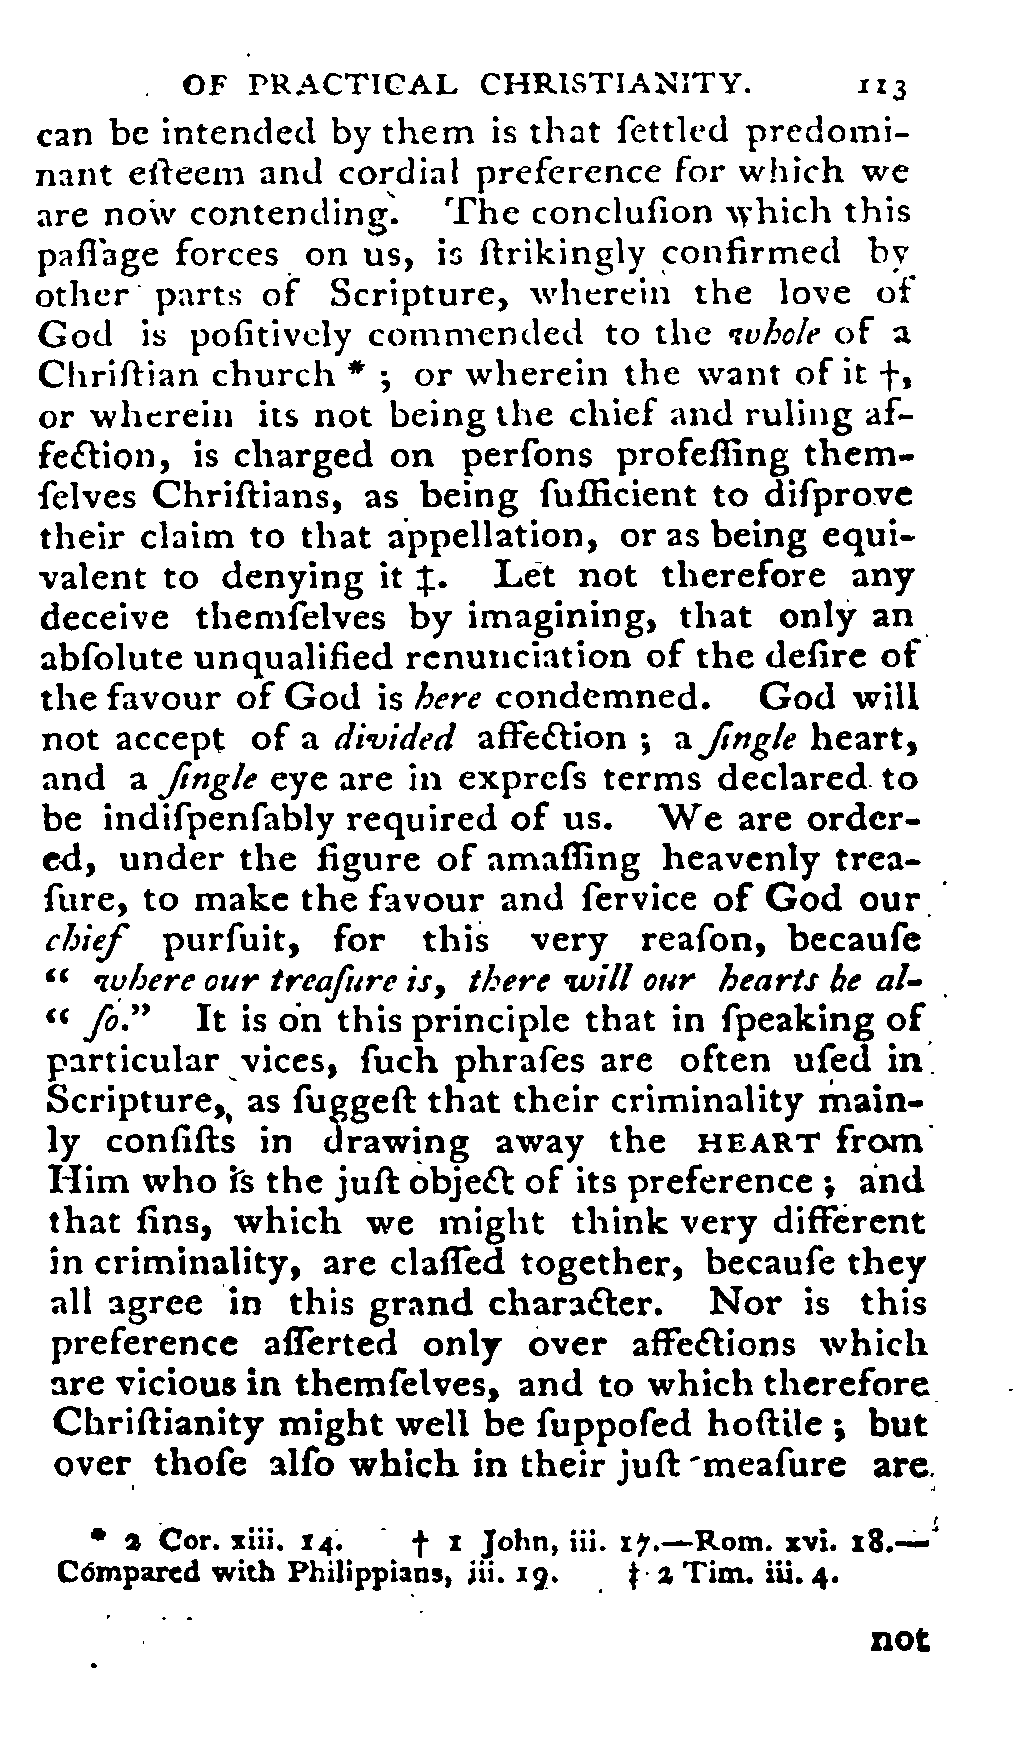 OF PRACTICAL CHRISTIANITY. 113
can be intended by them is that ſettled predomi-
nant eſteem and cordial preference for which we
are now contending. The concluſion which this
paſſage forces on us, is ſtrikingly confirmed by
other parts of Scripture, wherein the love of
God is poſitively commended to the whole of a
Chriſtian church * ; or wherein the want of it †,
or wherein its not being the chief and ruling af-
fection, is charged on perſons profeſſing them-
ſelves Chriſtians, as being ſufficient to diſprove
their claim to that appellation, or as being equi-
valent to denying it ‡. Let not therefore any
deceive themſelves by imagining, that only an
abſolute unqualified renunciation of the deſire of
the favour of God is here condemned. God will
not accept of a divided affection ; a ſingle heart,
and a ſingle eye are in expreſs terms declared to
be indiſpenſably required of us. We are order-
ed, under the figure of amaſſing heavenly trea-
ſure, to make the favour and ſervice of God our
chief purſuit, for this very reaſon, becauſe
“ where our treaſure is, there will our hearts be al-
“ ſo.” It is on this principle that in ſpeaking of
particular vices, ſuch phraſes are often uſed in
Scripture, as ſuggeſt that their criminality main-
ly conſiſts in drawing away the HEART from
Him who is the juſt object of its preference ; and
that ſins, which we might think very different
in criminality, are claſſed together, becauſe they
all agree in this grand character. Nor is this
preference aſſerted only over affections which
are vicious in themſelves, and to which therefore
Chriſtianity might well be ſuppoſed hoſtile ; but
over thoſe alſo which in their juſt meaſure are
* 2 Cor. xiii. 14. † 1 John, iii. 17.—Rom. xvi. 18.—
Compared with Philippians, iii. 19. ‡ 2 Tim. iii. 4.
not